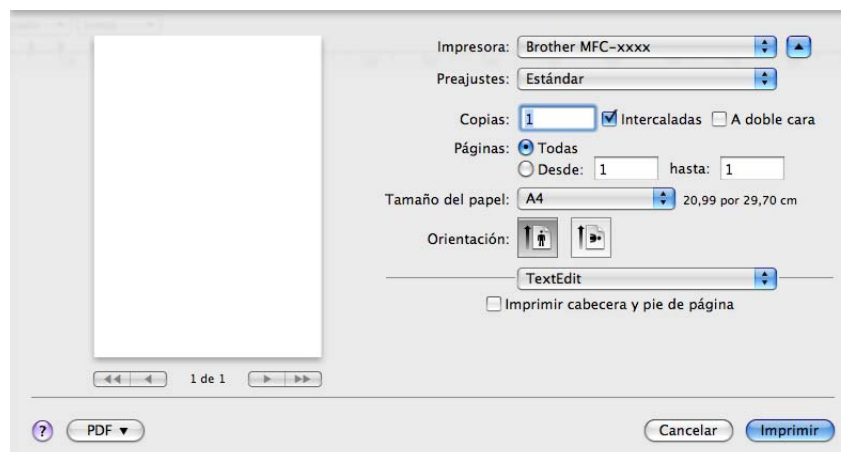 Impresora: Brother MFC-xxxx
Preajustes: Estándar
Copias: 1 Intercaladas A doble cara
Páginas: Todas
Desde: 1 hasta: 1
Tamaño del papel: A4 20,99 por 29,70 cm
Orientación:
TextEdit
Imprimir cabecera y pie de página
1 de 1
? PDF Cancelar Imprimir